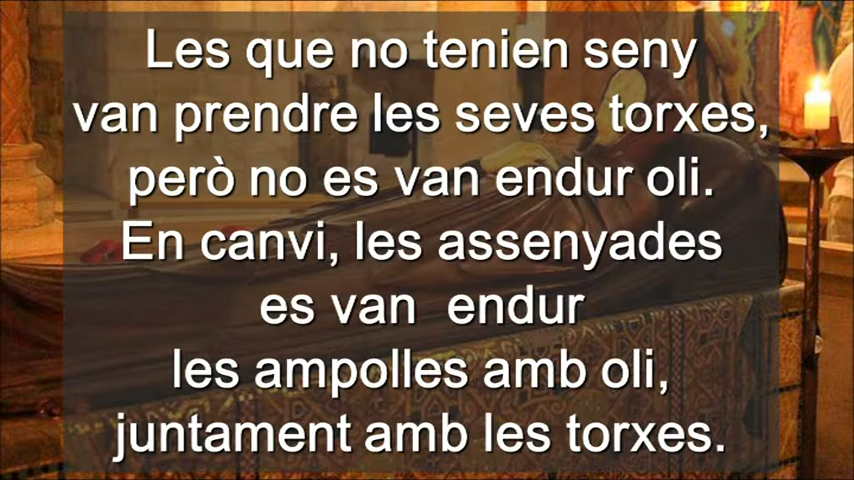 Les que no tenien seny
van prendre les seves torxes,
però no es van endur oli.
En canvi, les assenyades
es van  endur
les ampolles amb oli,
juntament amb les torxes.